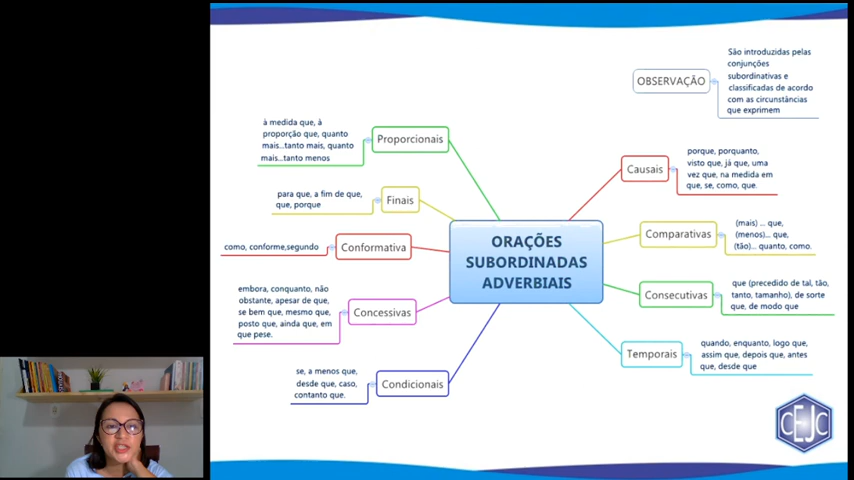 OBSERVAÇÃO
São introduzidas pelas
conjunções
subordinativas e
classificadas de acordo
com as circunstâncias
que exprimem
à medida que, à
proporção que, quanto
mais...tanto mais, quanto
mais...tanto menos
Proporcionais
para que, a fim de que,
que, porque
Finais
como, conforme,segundo
Conformativa
embora, conquanto, não
obstante, apesar de que,
se bem que, mesmo que,
posto que, ainda que, em
que pese.
Concessivas
se, a menos que,
desde que, caso,
contanto que.
Condicionais
ORAÇÕES
SUBORDINADAS
ADVERBIAIS
Causais
porque, porquanto,
visto que, já que, uma
vez que, na medida em
que, se, como, que.
Comparativas
(mais) ... que,
(menos)... que,
(tão)... quanto, como.
Consecutivas
que (precedido de tal, tão,
tanto, tamanho), de sorte
que, de modo que
Temporais
quando, enquanto, logo que,
assim que, depois que, antes
que, desde que
CEJC